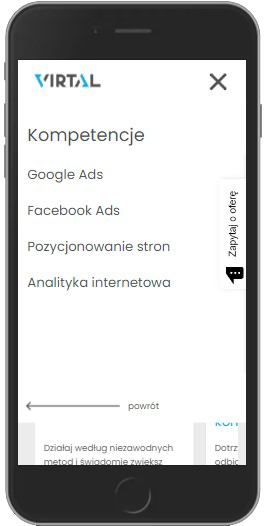 VIRTAL
Kompetencje
Google Ads
Facebook Ads
Zapytaj o ofertę
Pozycjonowanie stron
Analityka internetowa
powrót
Działaj według niezawodnych
metod i świadomie zwiększ
Dotrz